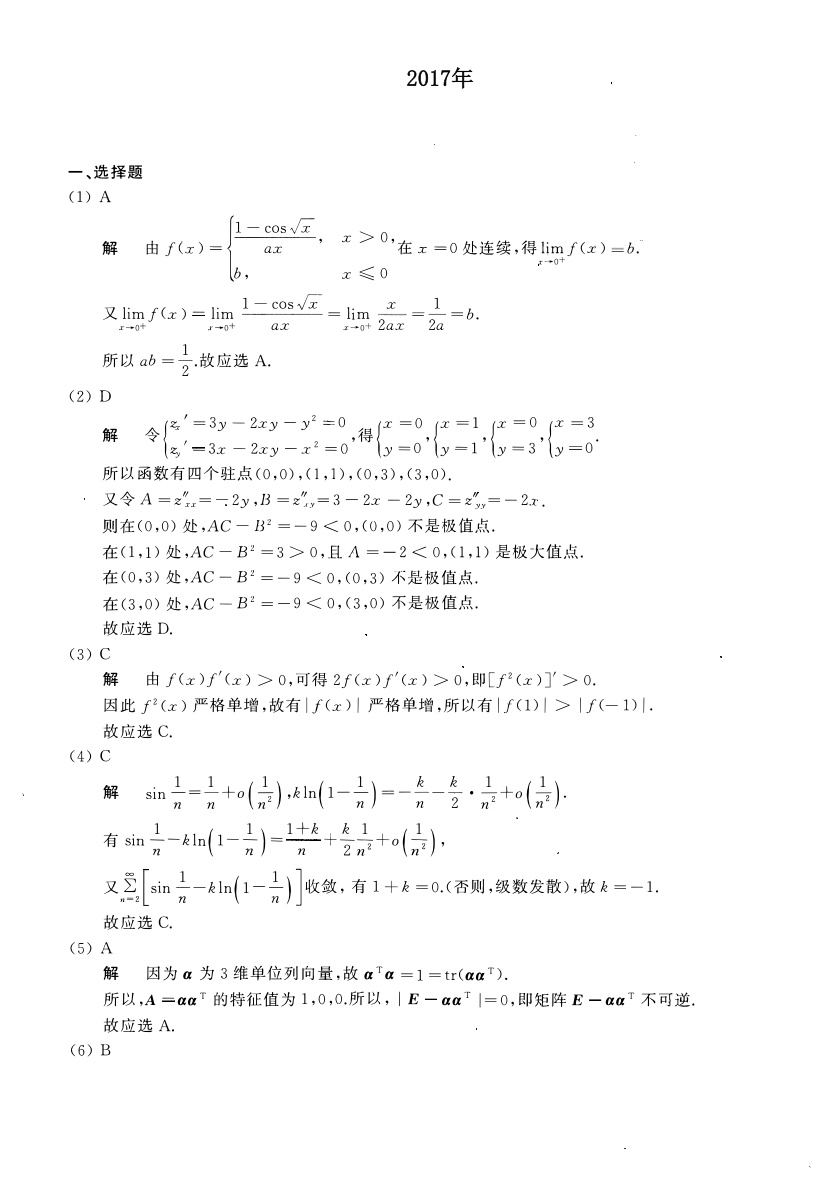 2017年
一、选择题
(1) A
解 由 f(x)={(1-cos√x)/(ax), x>0, b, x≤0 在 x=0 处连续,得 lim_{x→0⁺} f(x)=b.
又 lim_{x→0⁺} f(x)=lim_{x→0⁺} (1-cos√x)/(ax)=lim_{x→0⁺} x/(2ax)=1/(2a)=b.
所以 ab=1/2.故应选 A.
(2) D
解 令{z_x′=3y-2xy-y²=0, z_y′=3x-2xy-x²=0 ,得{x=0, y=0 ,{x=1, y=1 ,{x=0, y=3 ,{x=3, y=0 .
所以函数有四个驻点(0,0),(1,1),(0,3),(3,0).
又令 A=z″_xx=-2y,B=z″_xy=3-2x-2y,C=z″_yy=-2x.
则在(0,0)处,AC-B²=-9<0,(0,0)不是极值点.
在(1,1)处,AC-B²=3>0,且 A=-2<0,(1,1)是极大值点.
在(0,3)处,AC-B²=-9<0,(0,3)不是极值点.
在(3,0)处,AC-B²=-9<0,(3,0)不是极值点.
故应选 D.
(3) C
解 由 f(x)f′(x)>0,可得 2f(x)f′(x)>0,即[f²(x)]′>0.
因此 f²(x)严格单增,故有|f(x)|严格单增,所以有|f(1)|>|f(-1)|.
故应选 C.
(4) C
解 sin 1/n=1/n+o(1/n²),kln(1-1/n)=-k/n-k/2·1/n²+o(1/n²).
有 sin 1/n-kln(1-1/n)=(1+k)/n+k/2 1/n²+o(1/n²),
又 ∑_{n=2}^{∞}[sin 1/n-kln(1-1/n)]收敛, 有 1+k=0.(否则,级数发散),故 k=-1.
故应选 C.
(5) A
解 因为 α 为 3 维单位列向量,故 αᵀα=1=tr(ααᵀ).
所以,A=ααᵀ 的特征值为 1,0,0.所以,|E-ααᵀ|=0,即矩阵 E-ααᵀ 不可逆.
故应选 A.
(6) B